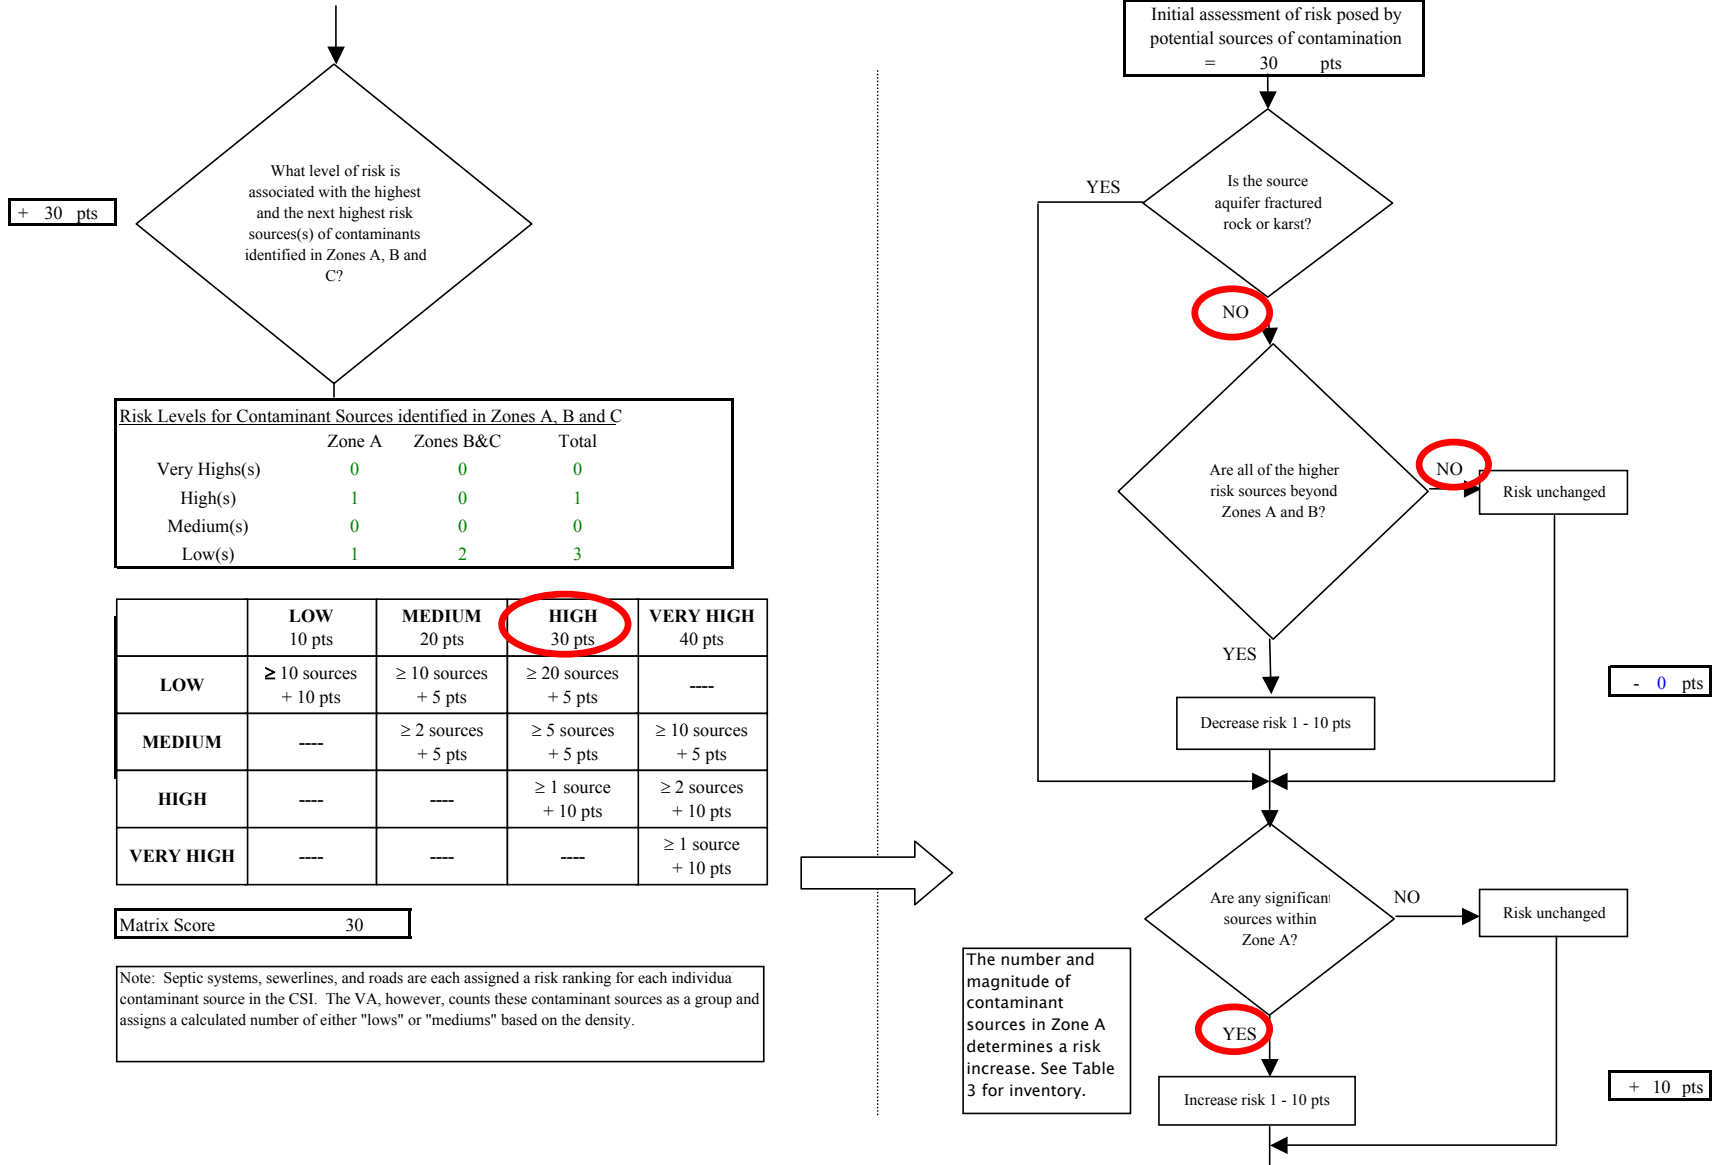 What level of risk is
associated with the highest
and the next highest risk
sources(s) of contaminants
identified in Zones A, B and
C?
+ 30 pts
Risk Levels for Contaminant Sources identified in Zones A, B and C
Zone A Zones B&C Total
Very Highs(s) 0 0 0
High(s) 1 0 1
Medium(s) 0 0 0
Low(s) 1 2 3
LOW MEDIUM HIGH VERY HIGH
10 pts 20 pts 30 pts 40 pts
LOW ≥ 10 sources + 10 pts ≥ 10 sources + 5 pts ≥ 20 sources + 5 pts ----
MEDIUM ---- ≥ 2 sources + 5 pts ≥ 5 sources + 5 pts ≥ 10 sources + 5 pts
HIGH ---- ---- ≥ 1 source + 10 pts ≥ 2 sources + 10 pts
VERY HIGH ---- ---- ---- ≥ 1 source + 10 pts
Matrix Score 30
Note: Septic systems, sewerlines, and roads are each assigned a risk ranking for each individua
contaminant source in the CSI. The VA, however, counts these contaminant sources as a group and
assigns a calculated number of either "lows" or "mediums" based on the density.
Initial assessment of risk posed by
potential sources of contamination
= 30 pts
Is the source
aquifer fractured
rock or karst?
YES
NO
Are all of the higher
risk sources beyond
Zones A and B?
NO
Risk unchanged
YES
- 0 pts
Decrease risk 1 - 10 pts
Are any significant
sources within
Zone A?
NO
Risk unchanged
The number and
magnitude of
contaminant
sources in Zone A
determines a risk
increase. See Table
3 for inventory.
YES
Increase risk 1 - 10 pts
+ 10 pts